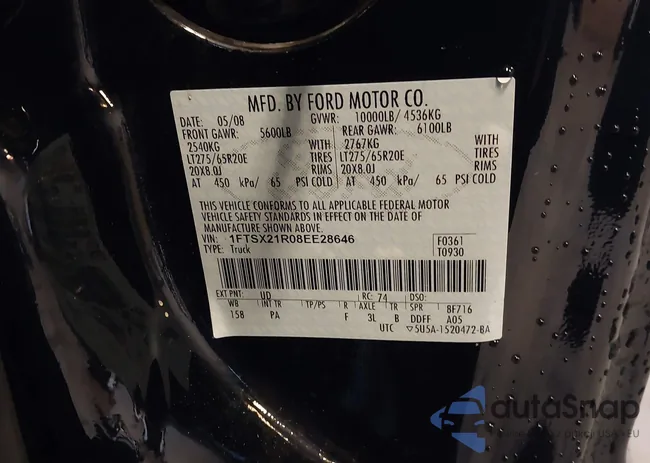 MFD. BY FORD MOTOR CO.
DATE: 05/08 GVWR: 10000LB/ 4536KG
FRONT GAWR: 5600LB REAR GAWR: 6100LB
2540KG WITH 2767KG WITH
LT275/65R20E TIRES LT275/65R20E TIRES
20X8.0J RIMS 20X8.0J RIMS
AT 450 kPa/ 65 PSI COLD AT 450 kPa/ 65 PSI COLD
THIS VEHICLE CONFORMS TO ALL APPLICABLE FEDERAL MOTOR
VEHICLE SAFETY STANDARDS IN EFFECT ON THE DATE OF
MANUFACTURE SHOWN ABOVE.
VIN: 1FTSX21R08EE28646 F0361
TYPE: Truck T0930
EXT PNT: UD RC: 74 DSO:
WB INT TR TP/PS R AXLE TR SPR 8F716
158 PA F 3L B DDFF A05
UTC ▽5U5A-1520472-BA
autoSnap